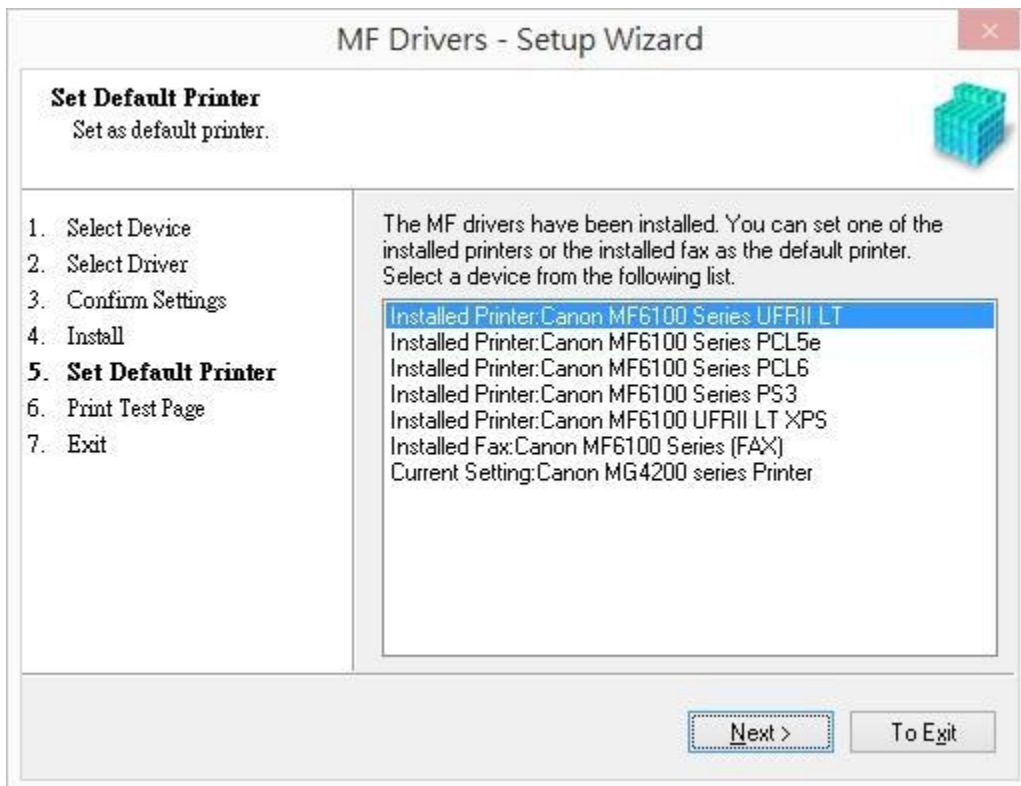 MF Drivers - Setup Wizard
Set Default Printer
Set as default printer.
1. Select Device
2. Select Driver
3. Confirm Settings
4. Install
5. Set Default Printer
6. Print Test Page
7. Exit
The MF drivers have been installed. You can set one of the
installed printers or the installed fax as the default printer.
Select a device from the following list.
Installed Printer:Canon MF6100 Series UFRII LT
Installed Printer:Canon MF6100 Series PCL5e
Installed Printer:Canon MF6100 Series PCL6
Installed Printer:Canon MF6100 Series PS3
Installed Printer:Canon MF6100 UFRII LT XPS
Installed Fax:Canon MF6100 Series (FAX)
Current Setting:Canon MG4200 series Printer
Next >
To Exit